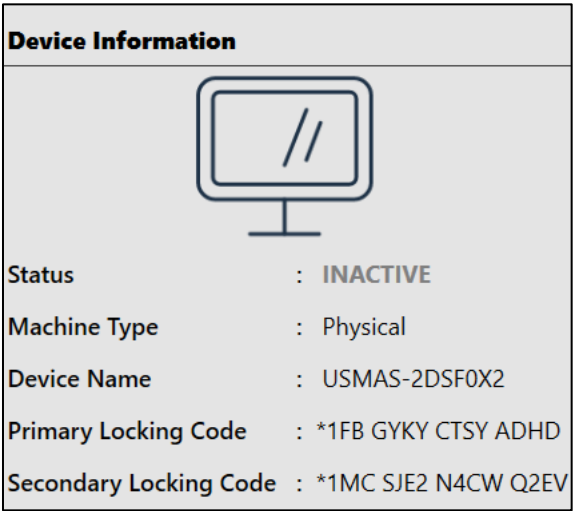 Device Information
Status : INACTIVE
Machine Type : Physical
Device Name : USMAS-2DSF0X2
Primary Locking Code : *1FB GYKY CTSY ADHD
Secondary Locking Code : *1MC SJE2 N4CW Q2EV